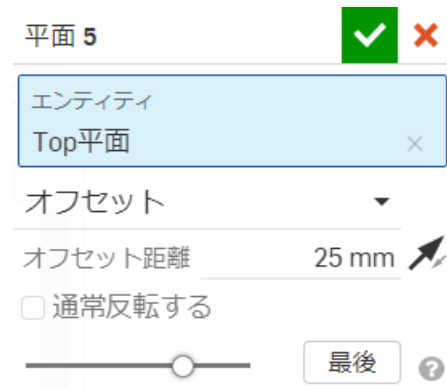 平面 5
エンティティ
Top平面
オフセット
オフセット距離 25 mm
通常反転する
最後